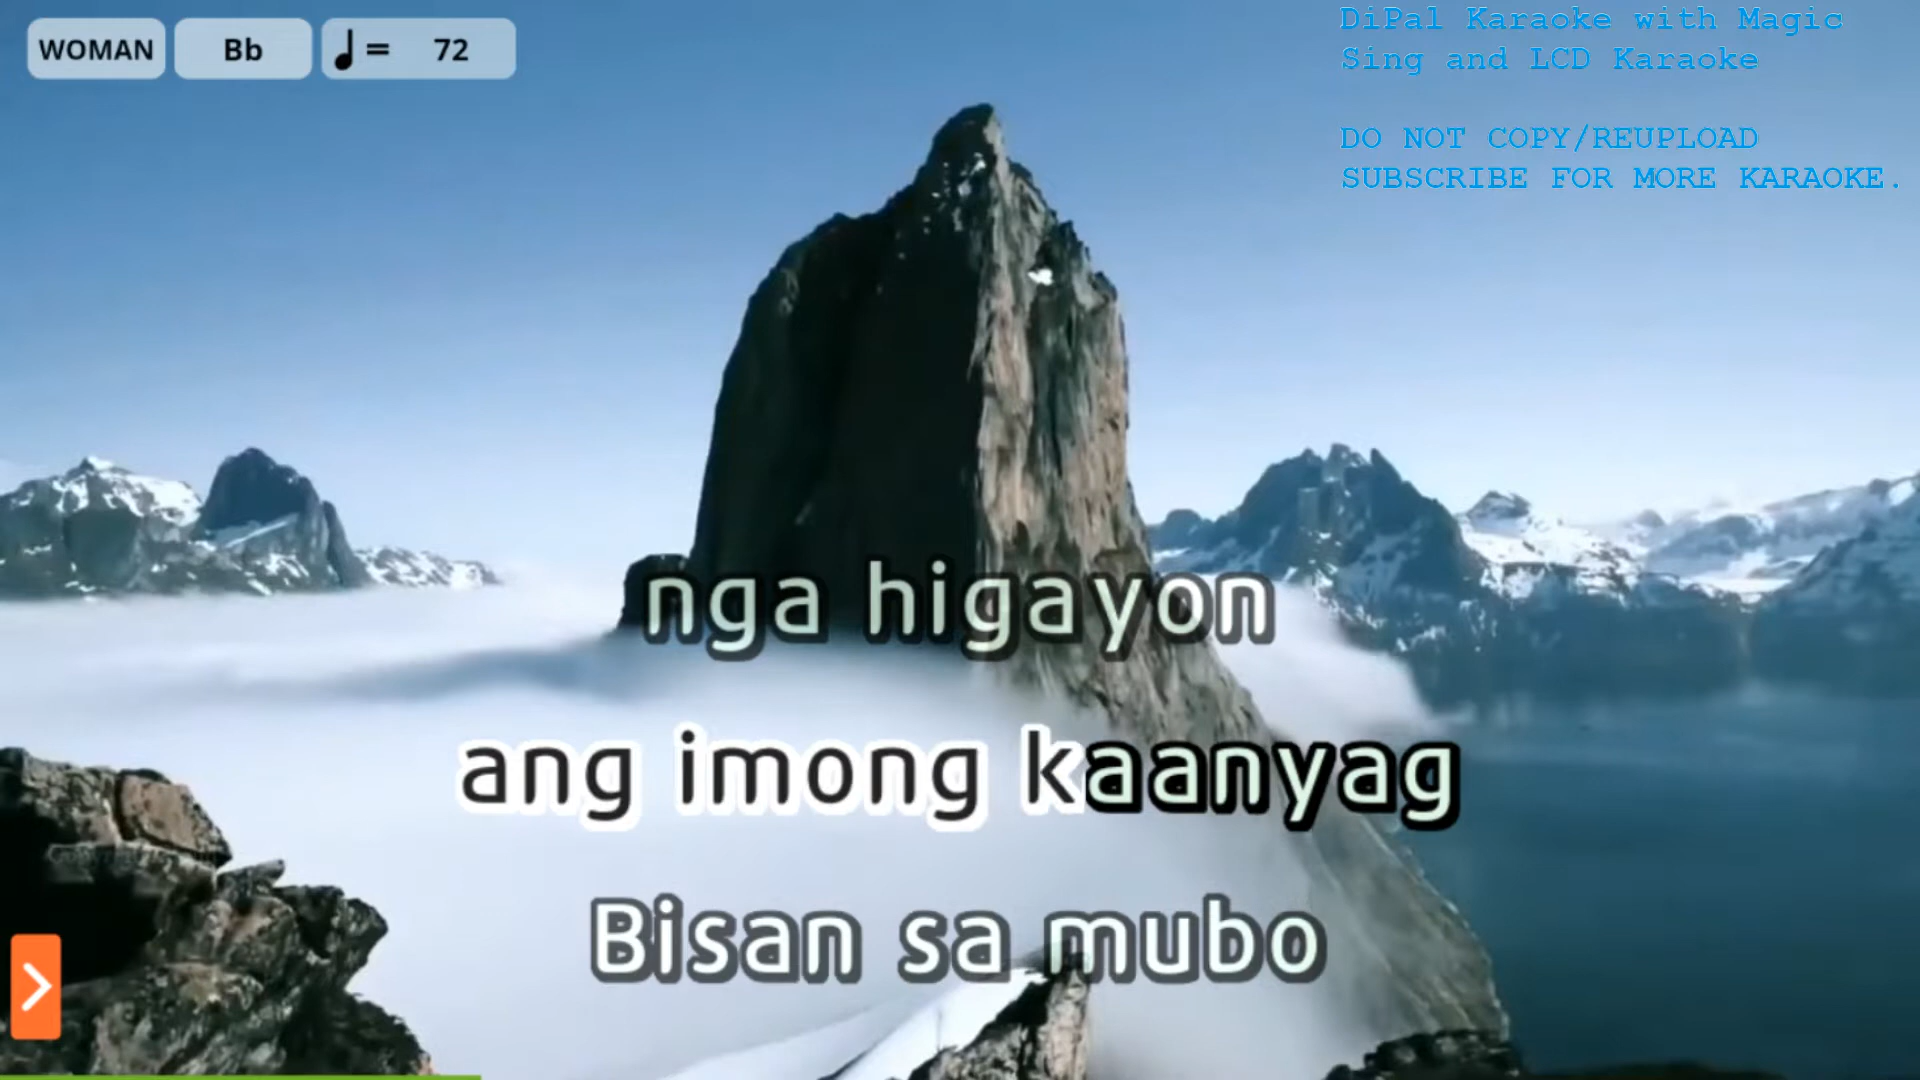 WOMAN Bb ♩ = 72
DiPal Karaoke with Magic
Sing and LCD Karaoke
DO NOT COPY/REUPLOAD
SUBSCRIBE FOR MORE KARAOKE.
nga higayon
ang imong kaanyag
Bisan sa mubo